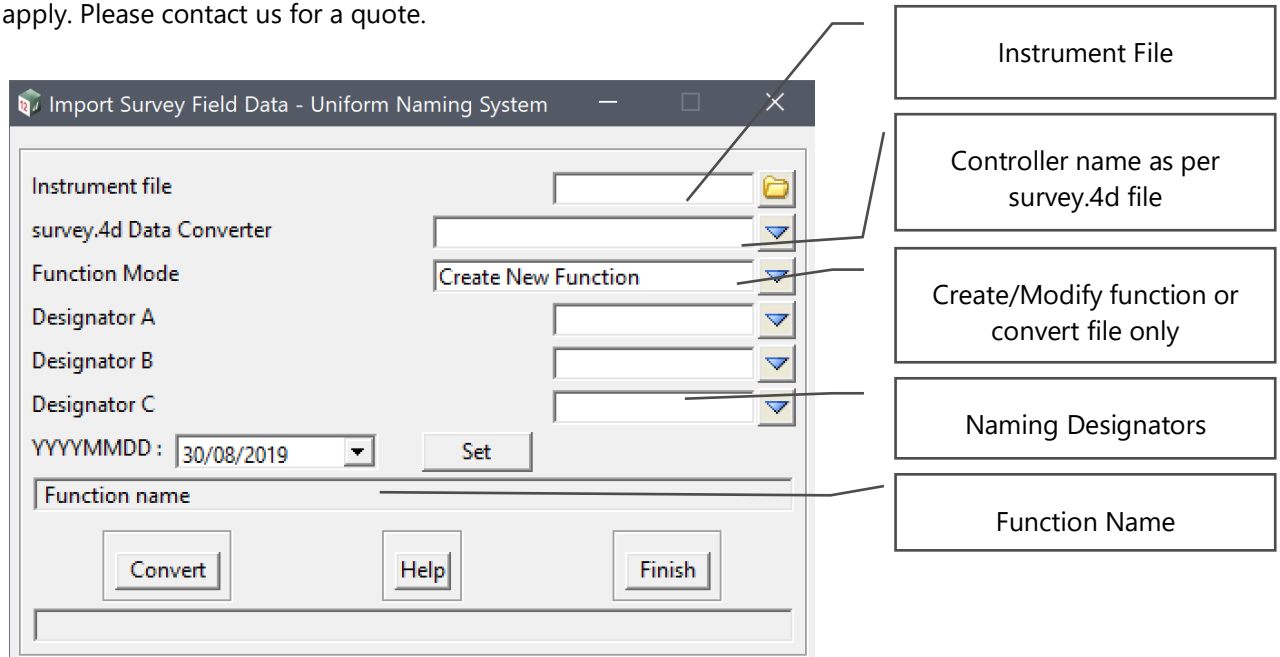 apply. Please contact us for a quote.
Import Survey Field Data - Uniform Naming System
Instrument file
survey.4d Data Converter
Function Mode
Create New Function
Designator A
Designator B
Designator C
YYYYMMDD :
30/08/2019
Set
Function name
Convert
Help
Finish
Instrument File
Controller name as per
survey.4d file
Create/Modify function or
convert file only
Naming Designators
Function Name